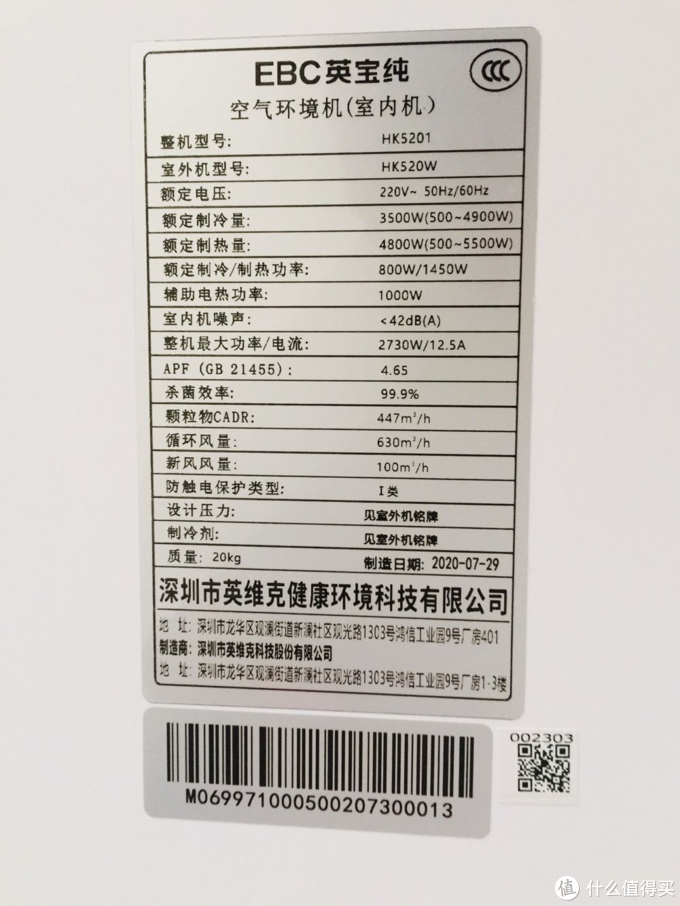 EBC英宝纯
CCC
空气环境机(室内机)
整机型号: HK5201
室外机型号: HK520W
额定电压: 220V~ 50Hz/60Hz
额定制冷量: 3500W(500~4900W)
额定制热量: 4800W(500~5500W)
额定制冷/制热功率: 800W/1450W
辅助电热功率: 1000W
室内机噪声: <42dB(A)
整机最大功率/电流: 2730W/12.5A
APF (GB 21455): 4.65
杀菌效率: 99.9%
颗粒物CADR: 447m³/h
循环风量: 630m³/h
新风风量: 100m³/h
防触电保护类型: I类
设计压力: 见室外机铭牌
制冷剂: 见室外机铭牌
质量: 20kg 制造日期: 2020-07-29
深圳市英维克健康环境科技有限公司
地 址: 深圳市龙华区观澜街道新澜社区观光路1303号鸿信工业园9号厂房401
制造商: 深圳市英维克科技股份有限公司
地 址: 深圳市龙华区观澜街道新澜社区观光路1303号鸿信工业园9号厂房1-3楼
002303
M069971000500207300013
值 什么值得买